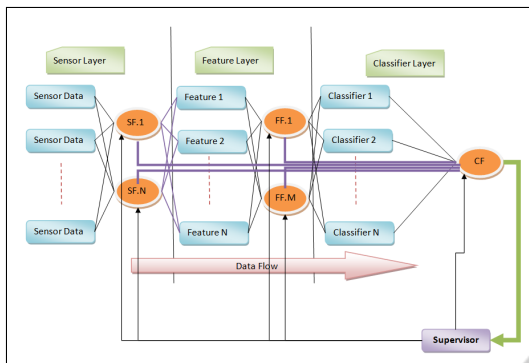 Sensor Layer
Feature Layer
Classifier Layer
Sensor Data
Feature 1
Classifier 1
SF.1
FF.1
Sensor Data
Feature 2
Classifier 2
CF
SF.N
FF.M
Sensor Data
Feature N
Classifier N
Data Flow
Supervisor